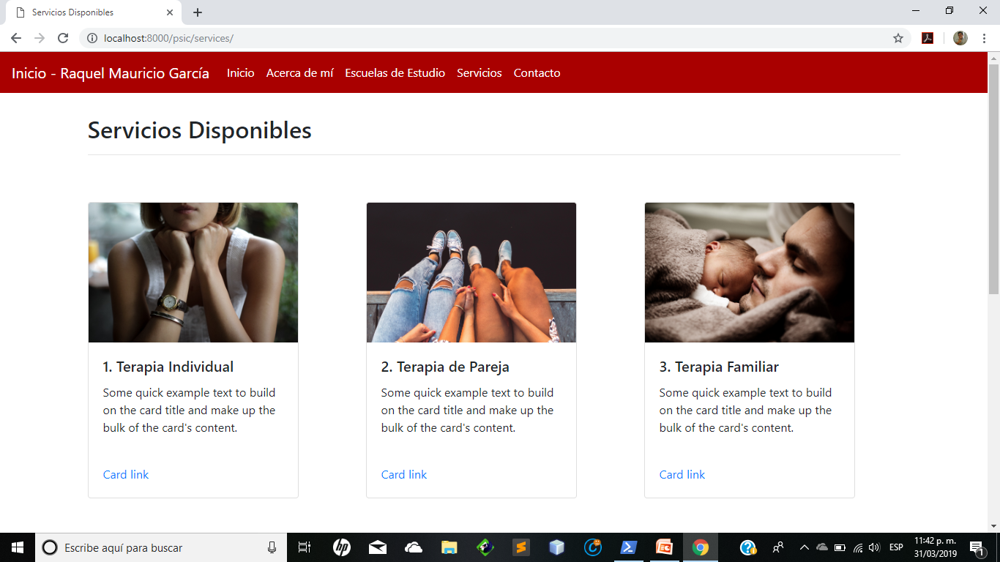 Servicios Disponibles
localhost:8000/psic/services/
Inicio - Raquel Mauricio García Inicio Acerca de mí Escuelas de Estudio Servicios Contacto
Servicios Disponibles
1. Terapia Individual
Some quick example text to build
on the card title and make up the
bulk of the card's content.
Card link
2. Terapia de Pareja
Some quick example text to build
on the card title and make up the
bulk of the card's content.
Card link
3. Terapia Familiar
Some quick example text to build
on the card title and make up the
bulk of the card's content.
Card link
Escribe aquí para buscar
hp
ESP
11:42 p. m.
31/03/2019
1